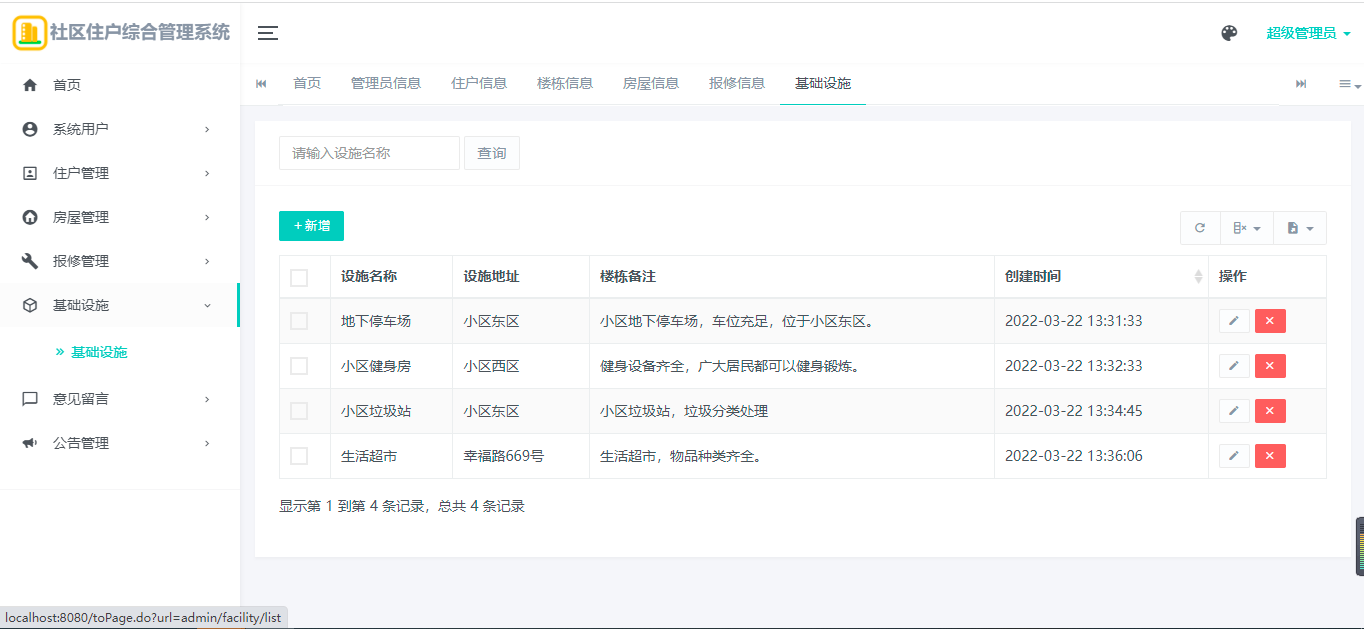 社区住户综合管理系统
超级管理员
首页
系统用户
住户管理
房屋管理
报修管理
基础设施
» 基础设施
意见留言
公告管理
首页 管理员信息 住户信息 楼栋信息 房屋信息 报修信息 基础设施
请输入设施名称 查询
+ 新增
设施名称 设施地址 楼栋备注 创建时间 操作
地下停车场 小区东区 小区地下停车场，车位充足，位于小区东区。 2022-03-22 13:31:33
小区健身房 小区西区 健身设备齐全，广大居民都可以健身锻炼。 2022-03-22 13:32:33
小区垃圾站 小区东区 小区垃圾站，垃圾分类处理 2022-03-22 13:34:45
生活超市 幸福路669号 生活超市，物品种类齐全。 2022-03-22 13:36:06
显示第 1 到第 4 条记录，总共 4 条记录
localhost:8080/toPage.do?url=admin/facility/list